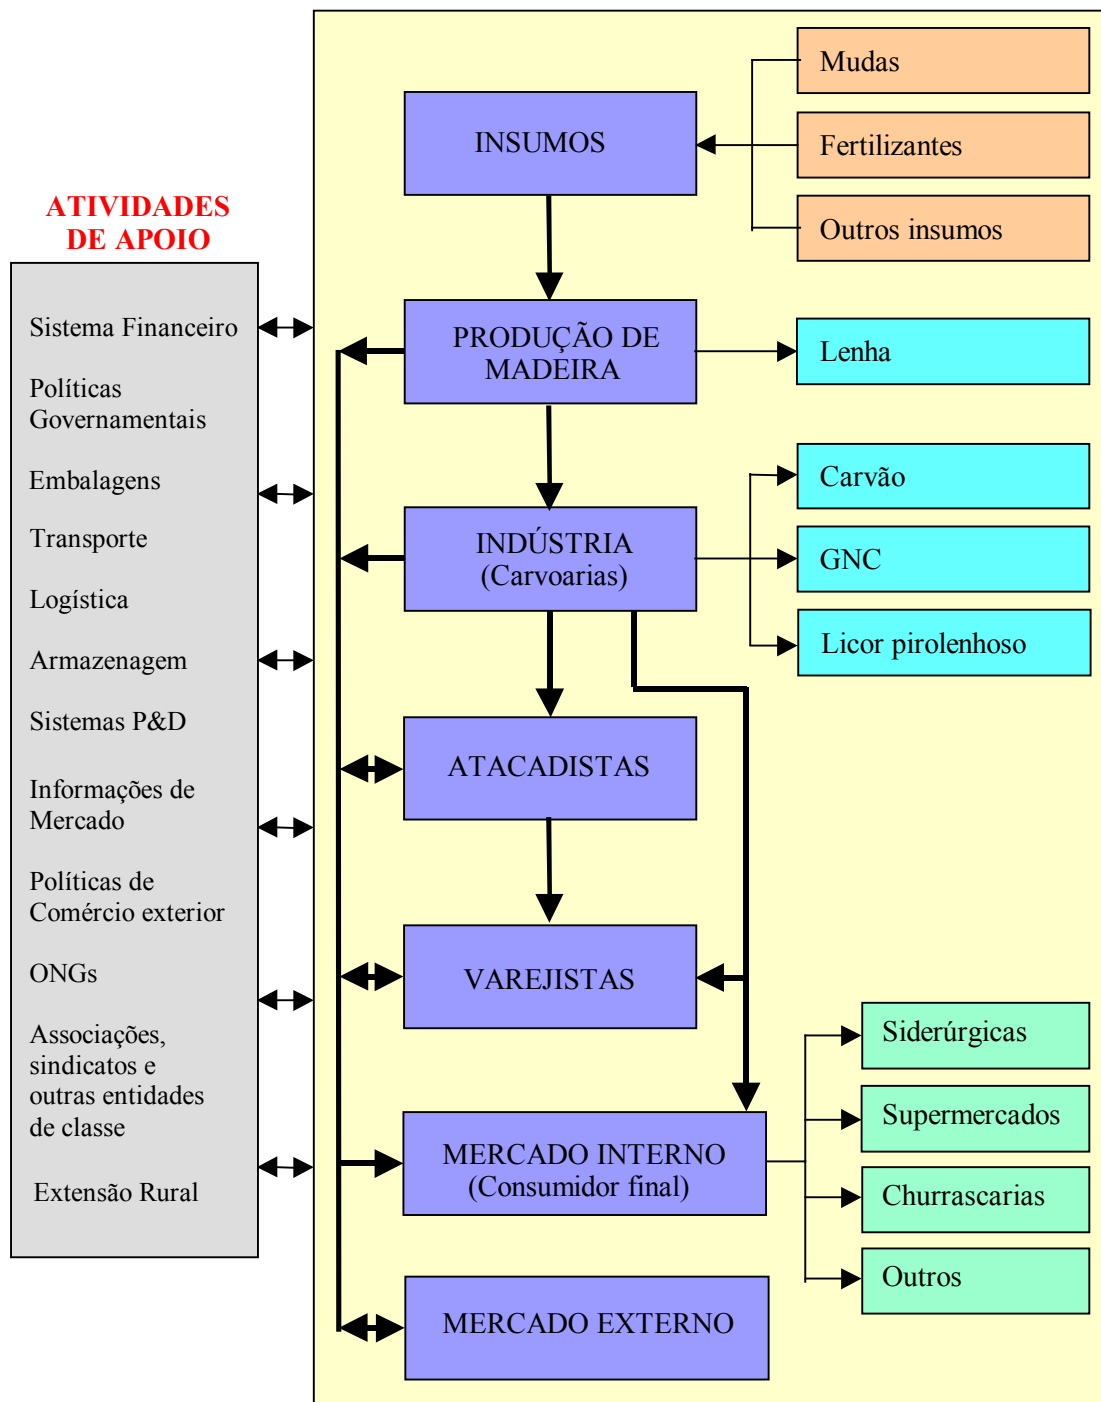 ATIVIDADES
DE APOIO
Sistema Financeiro
Políticas
Governamentais
Embalagens
Transporte
Logística
Armazenagem
Sistemas P&D
Informações de
Mercado
Políticas de
Comércio exterior
ONGs
Associações,
sindicatos e
outras entidades
de classe
Extensão Rural
INSUMOS
Mudas
Fertilizantes
Outros insumos
PRODUÇÃO DE
MADEIRA
Lenha
INDÚSTRIA
(Carvoarias)
Carvão
GNC
Licor pirolenhoso
ATACADISTAS
VAREJISTAS
MERCADO INTERNO
(Consumidor final)
Siderúrgicas
Supermercados
Churrascarias
Outros
MERCADO EXTERNO